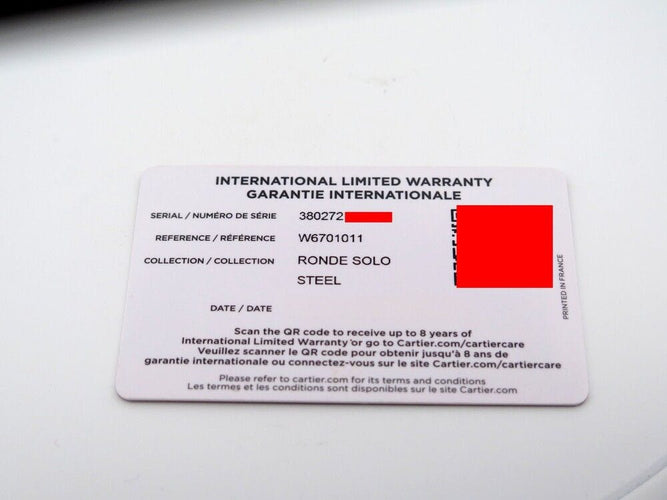 INTERNATIONAL LIMITED WARRANTY
GARANTIE INTERNATIONALE
SERIAL / NUMÉRO DE SÉRIE 380272
REFERENCE / RÉFÉRENCE W6701011
COLLECTION / COLLECTION RONDE SOLO
STEEL
DATE / DATE
PRINTED IN FRANCE
Scan the QR code to receive up to 8 years of
International Limited Warranty or go to Cartier.com/cartiercare
Veuillez scanner le QR code pour obtenir jusqu'à 8 ans de
garantie internationale ou connectez-vous sur le site Cartier.com/cartiercare
Please refer to cartier.com for its terms and conditions
Les termes et les conditions sont disponibles sur le site Cartier.com